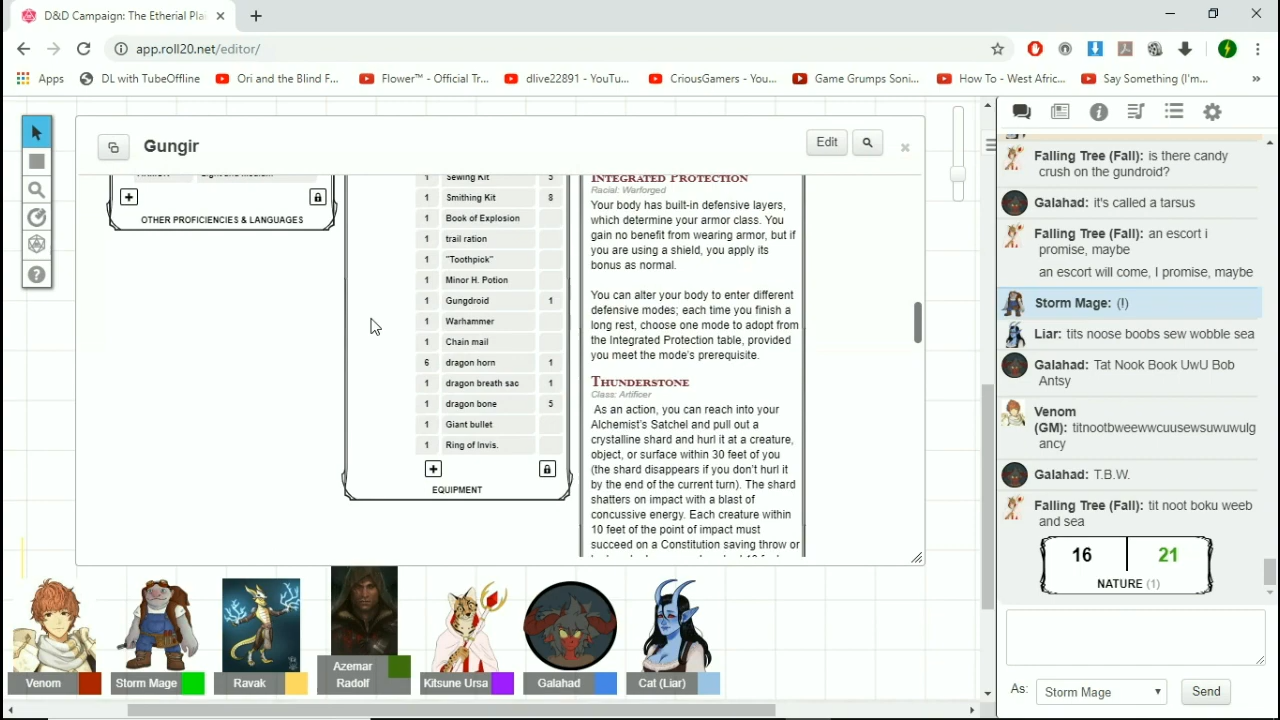 D&D Campaign: The Etherial Pla
app.roll20.net/editor/
Apps
DL with TubeOffline
Ori and the Blind F...
Flower™ - Official Tr...
dlive22891 - YouTu...
CriousGamers - You...
Game Grumps Soni...
How To - West Afric...
Say Something (I'm...
Gungir
Edit
OTHER PROFICIENCIES & LANGUAGES
1 Sewing Kit 3
1 Smithing Kit 8
1 Book of Explosion
1 trail ration
1 "Toothpick"
1 Minor H. Potion
1 Gungdroid 1
1 Warhammer
1 Chain mail
6 dragon horn 1
1 dragon breath sac 1
1 dragon bone 5
1 Giant bullet
1 Ring of Invis.
EQUIPMENT
INTEGRATED PROTECTION
Racial: Warforged
Your body has built-in defensive layers,
which determine your armor class. You
gain no benefit from wearing armor, but if
you are using a shield, you apply its
bonus as normal.
You can alter your body to enter different
defensive modes; each time you finish a
long rest, choose one mode to adopt from
the Integrated Protection table, provided
you meet the mode's prerequisite.
THUNDERSTONE
Class: Artificer
As an action, you can reach into your
Alchemist's Satchel and pull out a
crystalline shard and hurl it at a creature,
object, or surface within 30 feet of you
(the shard disappears if you don't hurl it
by the end of the current turn). The shard
shatters on impact with a blast of
concussive energy. Each creature within
10 feet of the point of impact must
succeed on a Constitution saving throw or
Falling Tree (Fall): is there candy
crush on the gundroid?
Galahad: it's called a tarsus
Falling Tree (Fall): an escort i
promise, maybe
an escort will come, I promise, maybe
Storm Mage: (!)
Liar: tits noose boobs sew wobble sea
Galahad: Tat Nook Book UwU Bob
Antsy
Venom
(GM): titnootbweewwcuusewsuwuwulg
ancy
Galahad: T.B.W.
Falling Tree (Fall): tit noot boku weeb
and sea
16 21
NATURE (1)
As: Storm Mage
Send
Venom
Storm Mage
Ravak
Azemar
Radolf
Kitsune Ursa
Galahad
Cat (Liar)